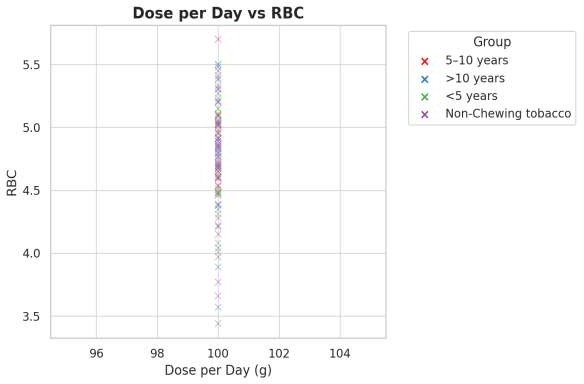 Dose per Day vs RBC
Group
5–10 years
>10 years
<5 years
Non-Chewing tobacco
RBC
5.5
5.0
4.5
4.0
3.5
96
98
100
102
104
Dose per Day (g)